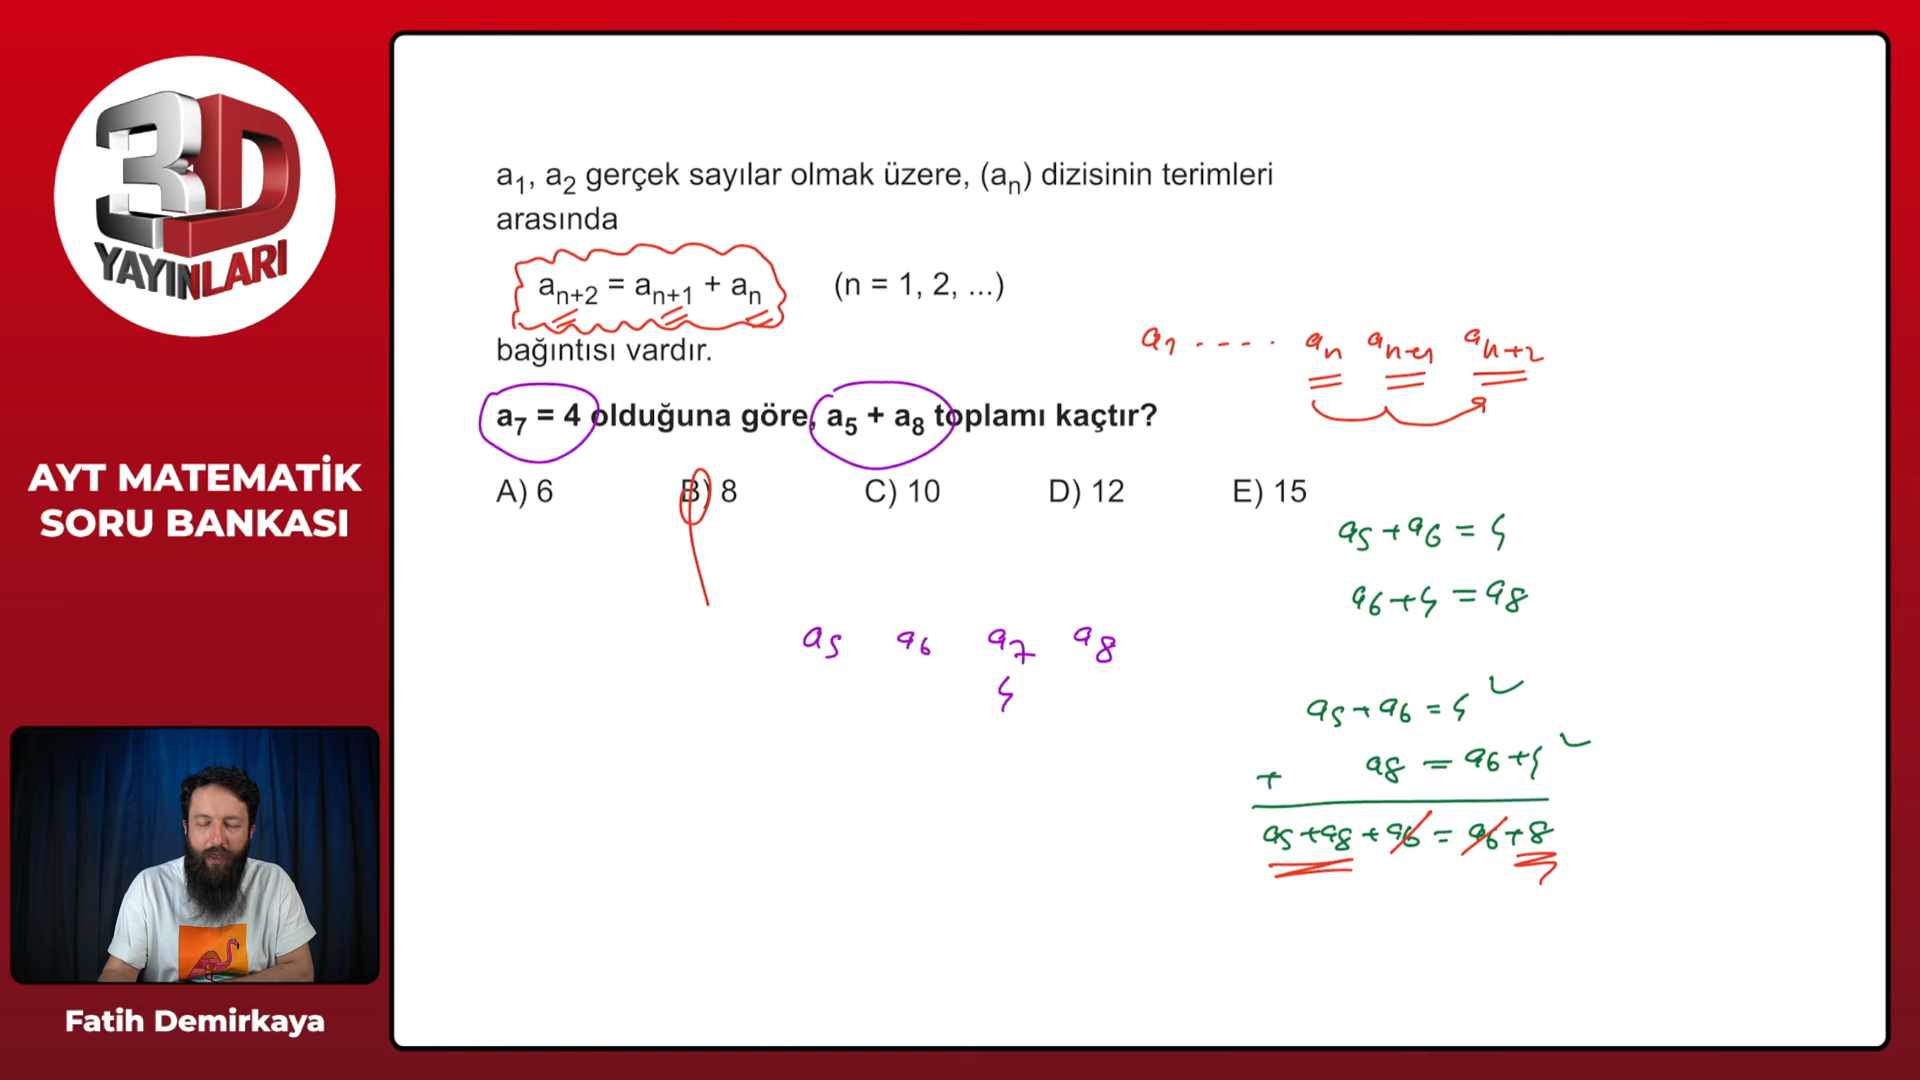 3D
YAYINLARI
AYT MATEMATİK
SORU BANKASI
Fatih Demirkaya
a₁, a₂ gerçek sayılar olmak üzere, (aₙ) dizisinin terimleri
arasında
aₙ₊₂ = aₙ₊₁ + aₙ (n = 1, 2, ...)
bağıntısı vardır.
a₇ = 4 olduğuna göre, a₅ + a₈ toplamı kaçtır?
A) 6 B) 8 C) 10 D) 12 E) 15
a₁ .... aₙ aₙ₊₁ aₙ₊₂
a₅ + a₆ = 4
a₆ + 4 = a₈
a₅ a₆ a₇ a₈
4
a₅ + a₆ = 4
a₈ = a₆ + 4
+
a₅ + a₈ + a₆ = a₆ + 8